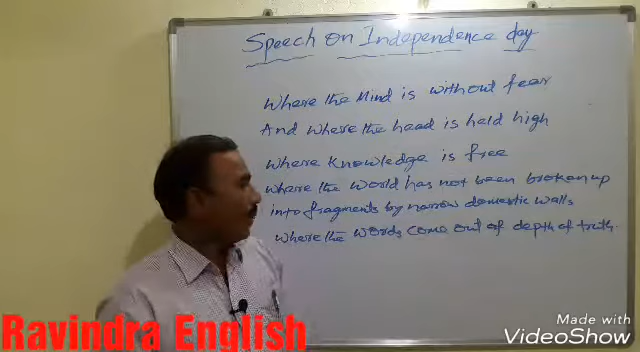 Speech on Independence day
Where the Mind is without fear
And where the head is held high
Where Knowledge is free
where the World has not been broken up
into fragments by narrow domestic walls
where the words come out of depth of truth.
Made with
VideoShow
Ravindra English